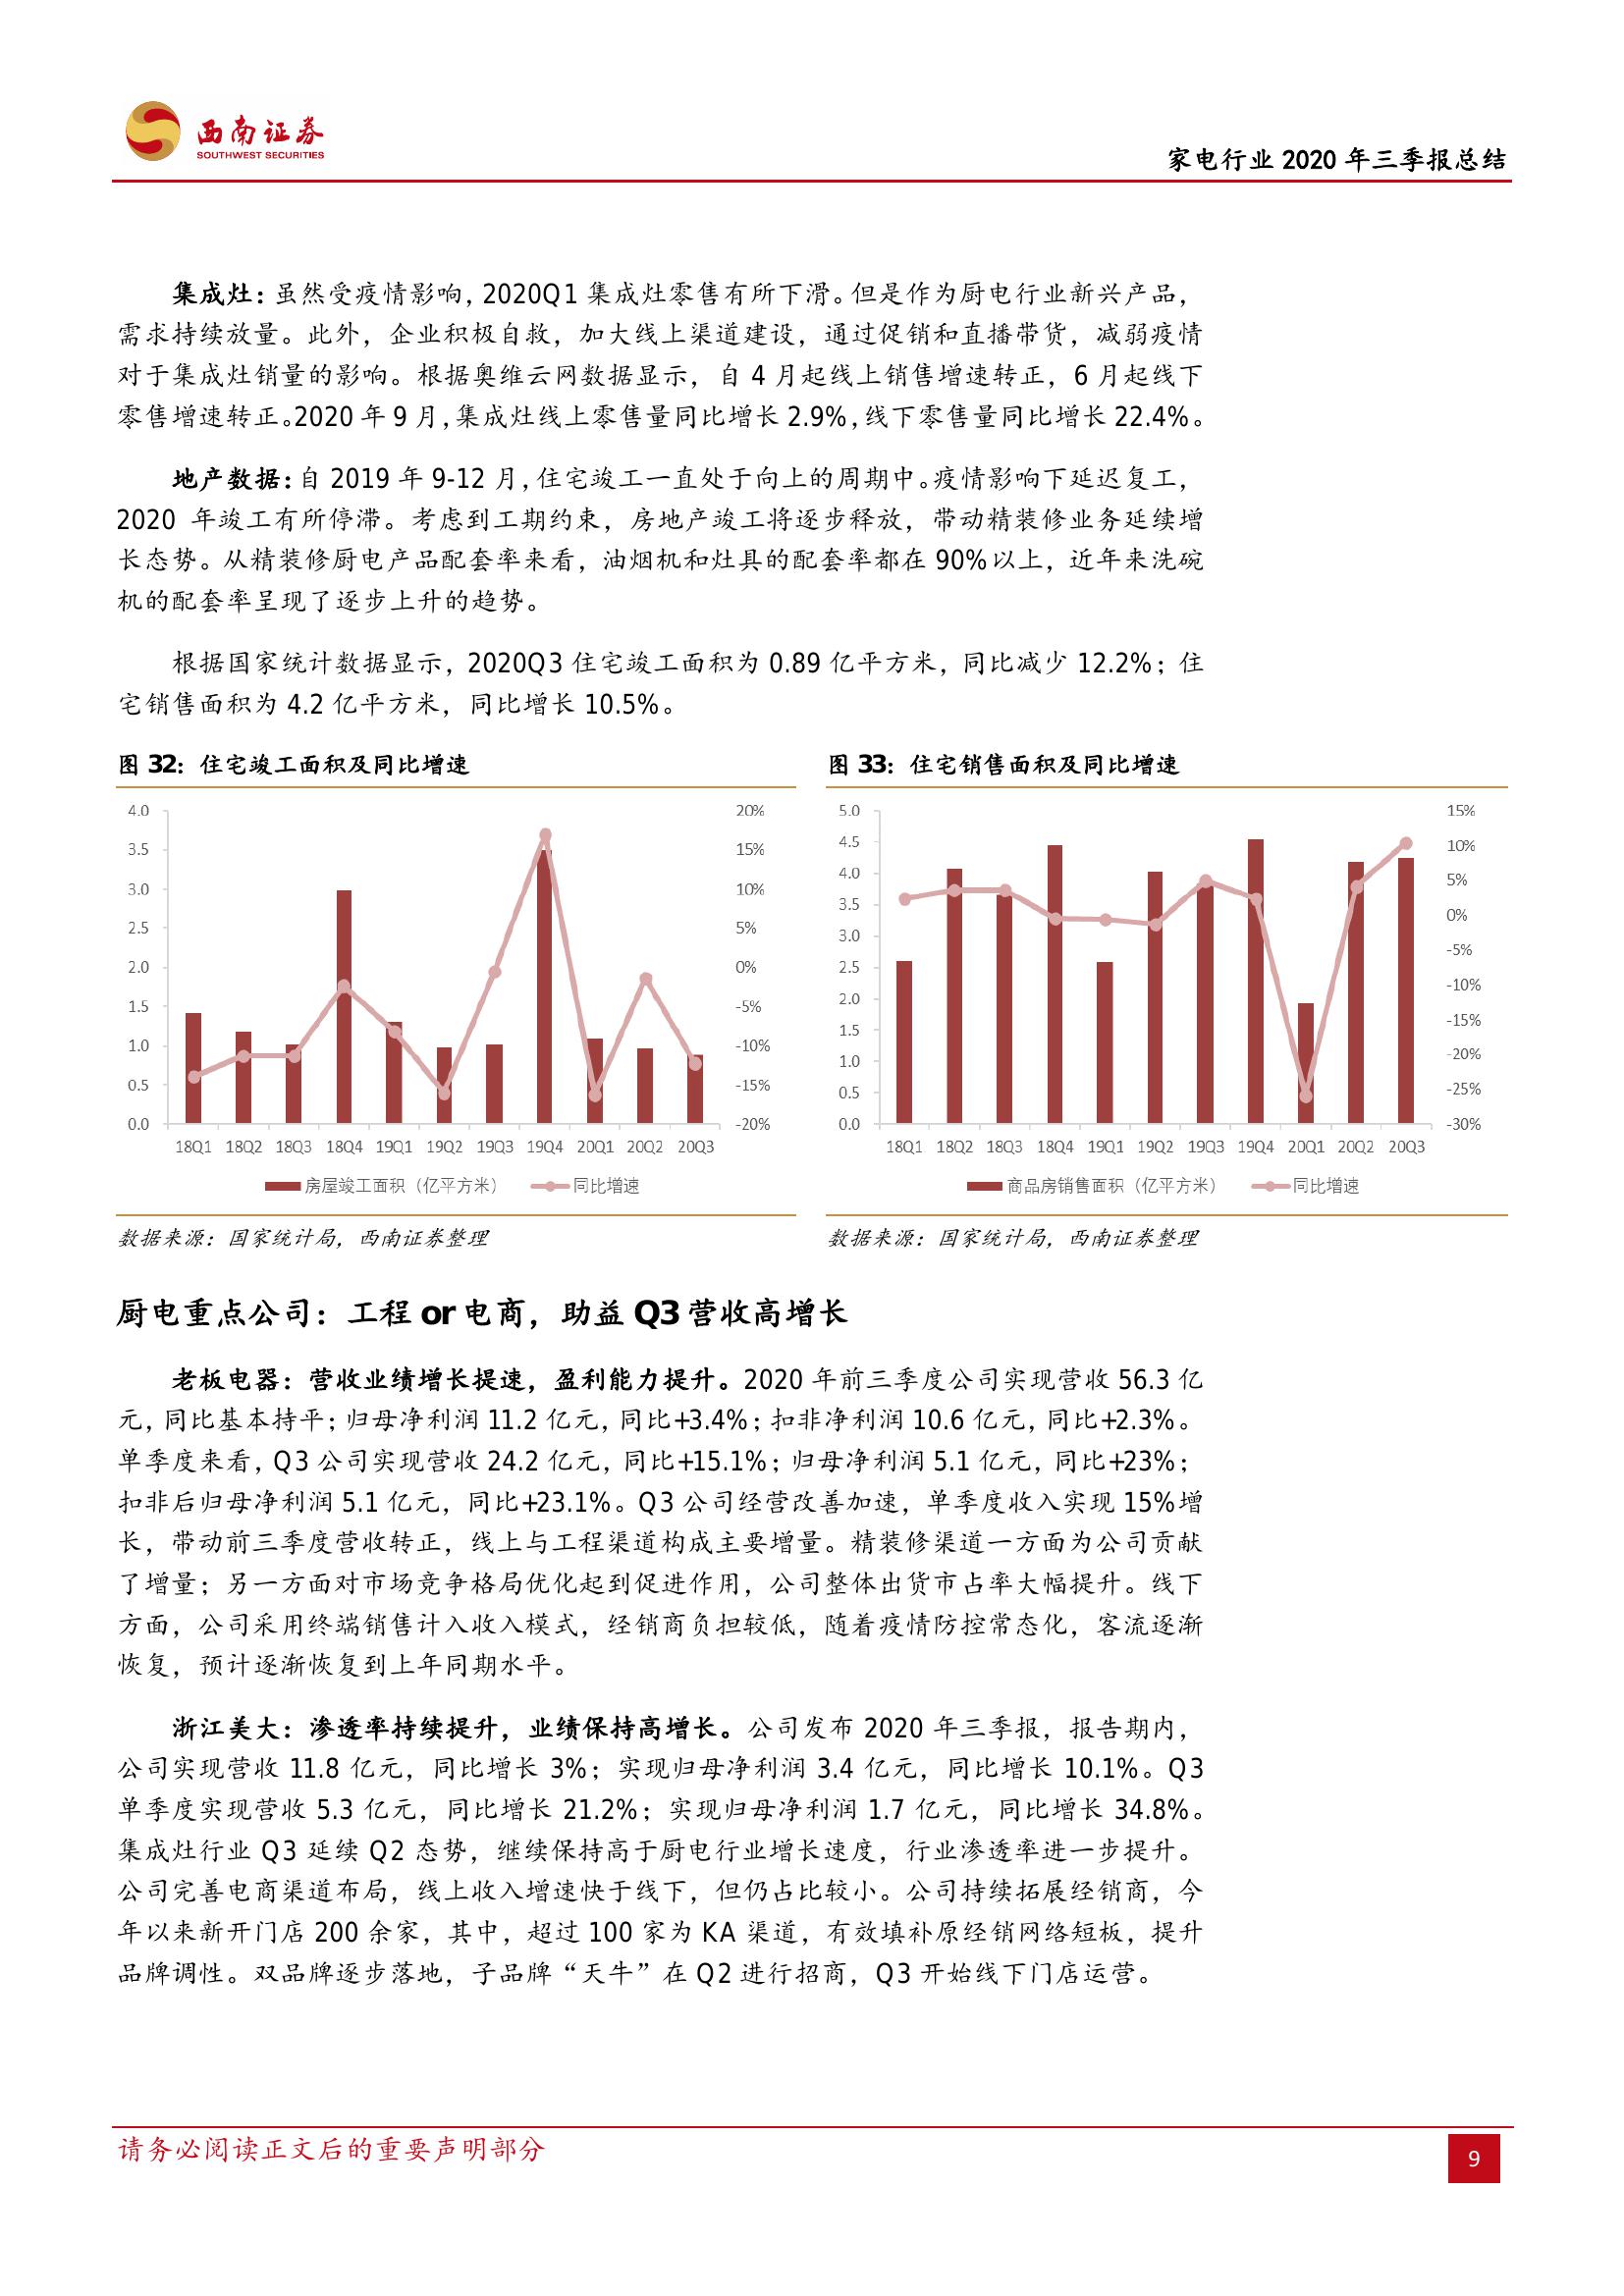 西南证券
SOUTHWEST SECURITIES
家电行业 2020 年三季报总结
集成灶：虽然受疫情影响，2020Q1 集成灶零售有所下滑。但是作为厨电行业新兴产品，
需求持续放量。此外，企业积极自救，加大线上渠道建设，通过促销和直播带货，减弱疫情
对于集成灶销量的影响。根据奥维云网数据显示，自 4 月起线上销售增速转正，6 月起线下
零售增速转正。2020 年 9 月，集成灶线上零售量同比增长 2.9%，线下零售量同比增长 22.4%。
地产数据：自 2019 年 9-12 月，住宅竣工一直处于向上的周期中。疫情影响下延迟复工，
2020 年竣工有所停滞。考虑到工期约束，房地产竣工将逐步释放，带动精装修业务延续增
长态势。从精装修厨电产品配套率来看，油烟机和灶具的配套率都在 90%以上，近年来洗碗
机的配套率呈现了逐步上升的趋势。
根据国家统计数据显示，2020Q3 住宅竣工面积为 0.89 亿平方米，同比减少 12.2%；住
宅销售面积为 4.2 亿平方米，同比增长 10.5%。
图 32：住宅竣工面积及同比增速
4.0
3.5
3.0
2.5
2.0
1.5
1.0
0.5
0.0
20%
15%
10%
5%
0%
-5%
-10%
-15%
-20%
18Q1 18Q2 18Q3 18Q4 19Q1 19Q2 19Q3 19Q4 20Q1 20Q2 20Q3
房屋竣工面积（亿平方米） 同比增速
数据来源：国家统计局，西南证券整理
图 33：住宅销售面积及同比增速
5.0
4.5
4.0
3.5
3.0
2.5
2.0
1.5
1.0
0.5
0.0
15%
10%
5%
0%
-5%
-10%
-15%
-20%
-25%
-30%
18Q1 18Q2 18Q3 18Q4 19Q1 19Q2 19Q3 19Q4 20Q1 20Q2 20Q3
商品房销售面积（亿平方米） 同比增速
数据来源：国家统计局，西南证券整理
厨电重点公司：工程 or 电商，助益 Q3 营收高增长
老板电器：营收业绩增长提速，盈利能力提升。2020 年前三季度公司实现营收 56.3 亿
元，同比基本持平；归母净利润 11.2 亿元，同比+3.4%；扣非净利润 10.6 亿元，同比+2.3%。
单季度来看，Q3 公司实现营收 24.2 亿元，同比+15.1%；归母净利润 5.1 亿元，同比+23%；
扣非后归母净利润 5.1 亿元，同比+23.1%。Q3 公司经营改善加速，单季度收入实现 15%增
长，带动前三季度营收转正，线上与工程渠道构成主要增量。精装修渠道一方面为公司贡献
了增量；另一方面对市场竞争格局优化起到促进作用，公司整体出货市占率大幅提升。线下
方面，公司采用终端销售计入收入模式，经销商负担较低，随着疫情防控常态化，客流逐渐
恢复，预计逐渐恢复到上年同期水平。
浙江美大：渗透率持续提升，业绩保持高增长。公司发布 2020 年三季报，报告期内，
公司实现营收 11.8 亿元，同比增长 3%；实现归母净利润 3.4 亿元，同比增长 10.1%。Q3
单季度实现营收 5.3 亿元，同比增长 21.2%；实现归母净利润 1.7 亿元，同比增长 34.8%。
集成灶行业 Q3 延续 Q2 态势，继续保持高于厨电行业增长速度，行业渗透率进一步提升。
公司完善电商渠道布局，线上收入增速快于线下，但仍占比较小。公司持续拓展经销商，今
年以来新开门店 200 余家，其中，超过 100 家为 KA 渠道，有效填补原经销网络短板，提升
品牌调性。双品牌逐步落地，子品牌“天牛”在 Q2 进行招商，Q3 开始线下门店运营。
请务必阅读正文后的重要声明部分
9